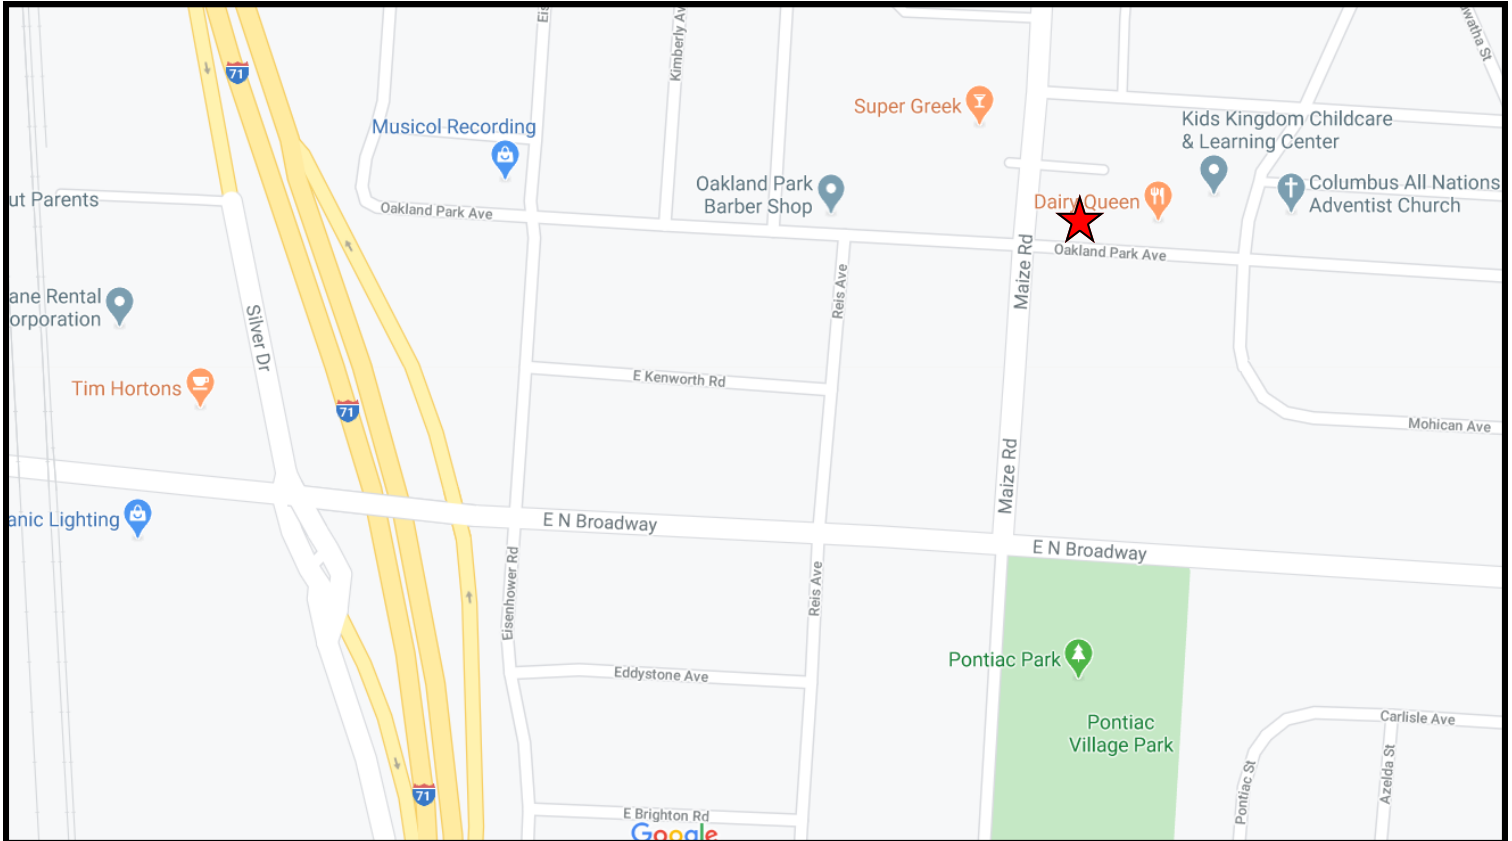 Eis
Kimberly Av
watha St
71
Super Greek
Kids Kingdom Childcare
& Learning Center
Musicol Recording
Oakland Park
Barber Shop
Columbus All Nations
Adventist Church
ut Parents
Dairy Queen
Oakland Park Ave
Oakland Park Ave
Maize Rd
Reis Ave
ane Rental
orporation
Silver Dr
E Kenworth Rd
Tim Hortons
71
Mohican Ave
Maize Rd
anic Lighting
E N Broadway
E N Broadway
Eisenhower Rd
Reis Ave
Pontiac Park
Eddystone Ave
Pontiac
Village Park
Carlisle Ave
Azelda St
Pontiac St
71
E Brighton Rd
Google